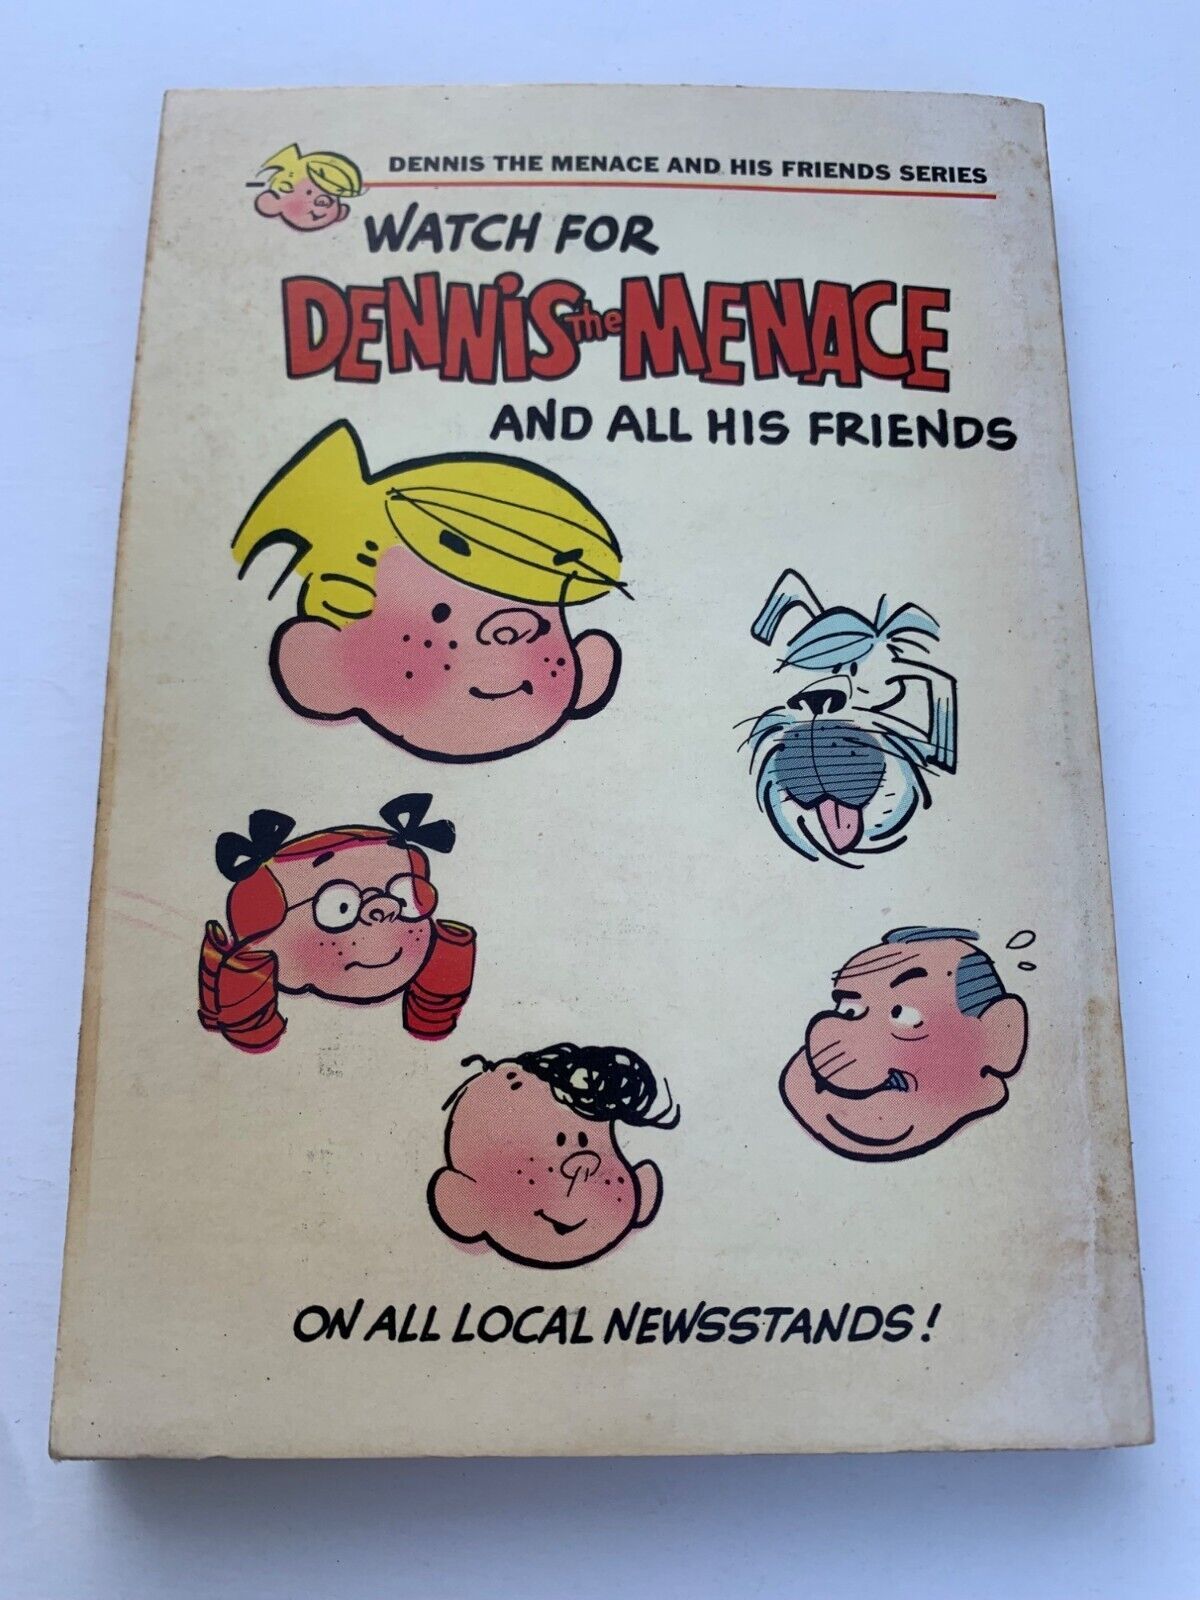 DENNIS THE MENACE AND HIS FRIENDS SERIES
WATCH FOR
DENNiS the MENACE
AND ALL HIS FRIENDS
ON ALL LOCAL NEWSSTANDS!